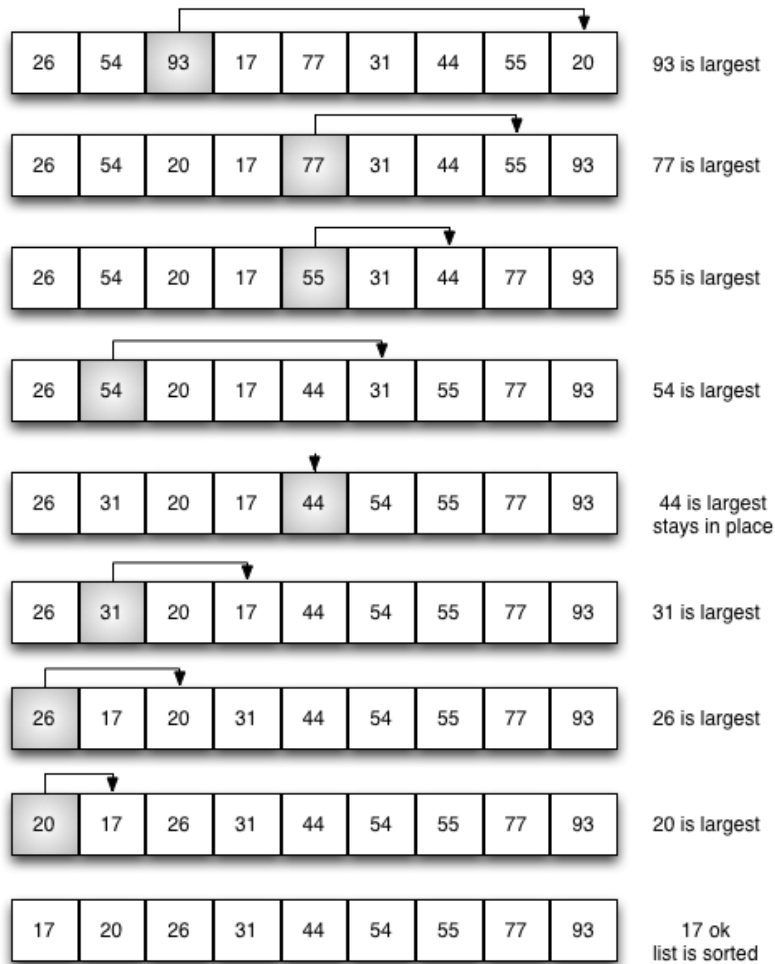 26 54 93 17 77 31 44 55 20 93 is largest
26 54 20 17 77 31 44 55 93 77 is largest
26 54 20 17 55 31 44 77 93 55 is largest
26 54 20 17 44 31 55 77 93 54 is largest
26 31 20 17 44 54 55 77 93 44 is largest
stays in place
26 31 20 17 44 54 55 77 93 31 is largest
26 17 20 31 44 54 55 77 93 26 is largest
20 17 26 31 44 54 55 77 93 20 is largest
17 20 26 31 44 54 55 77 93 17 ok
list is sorted